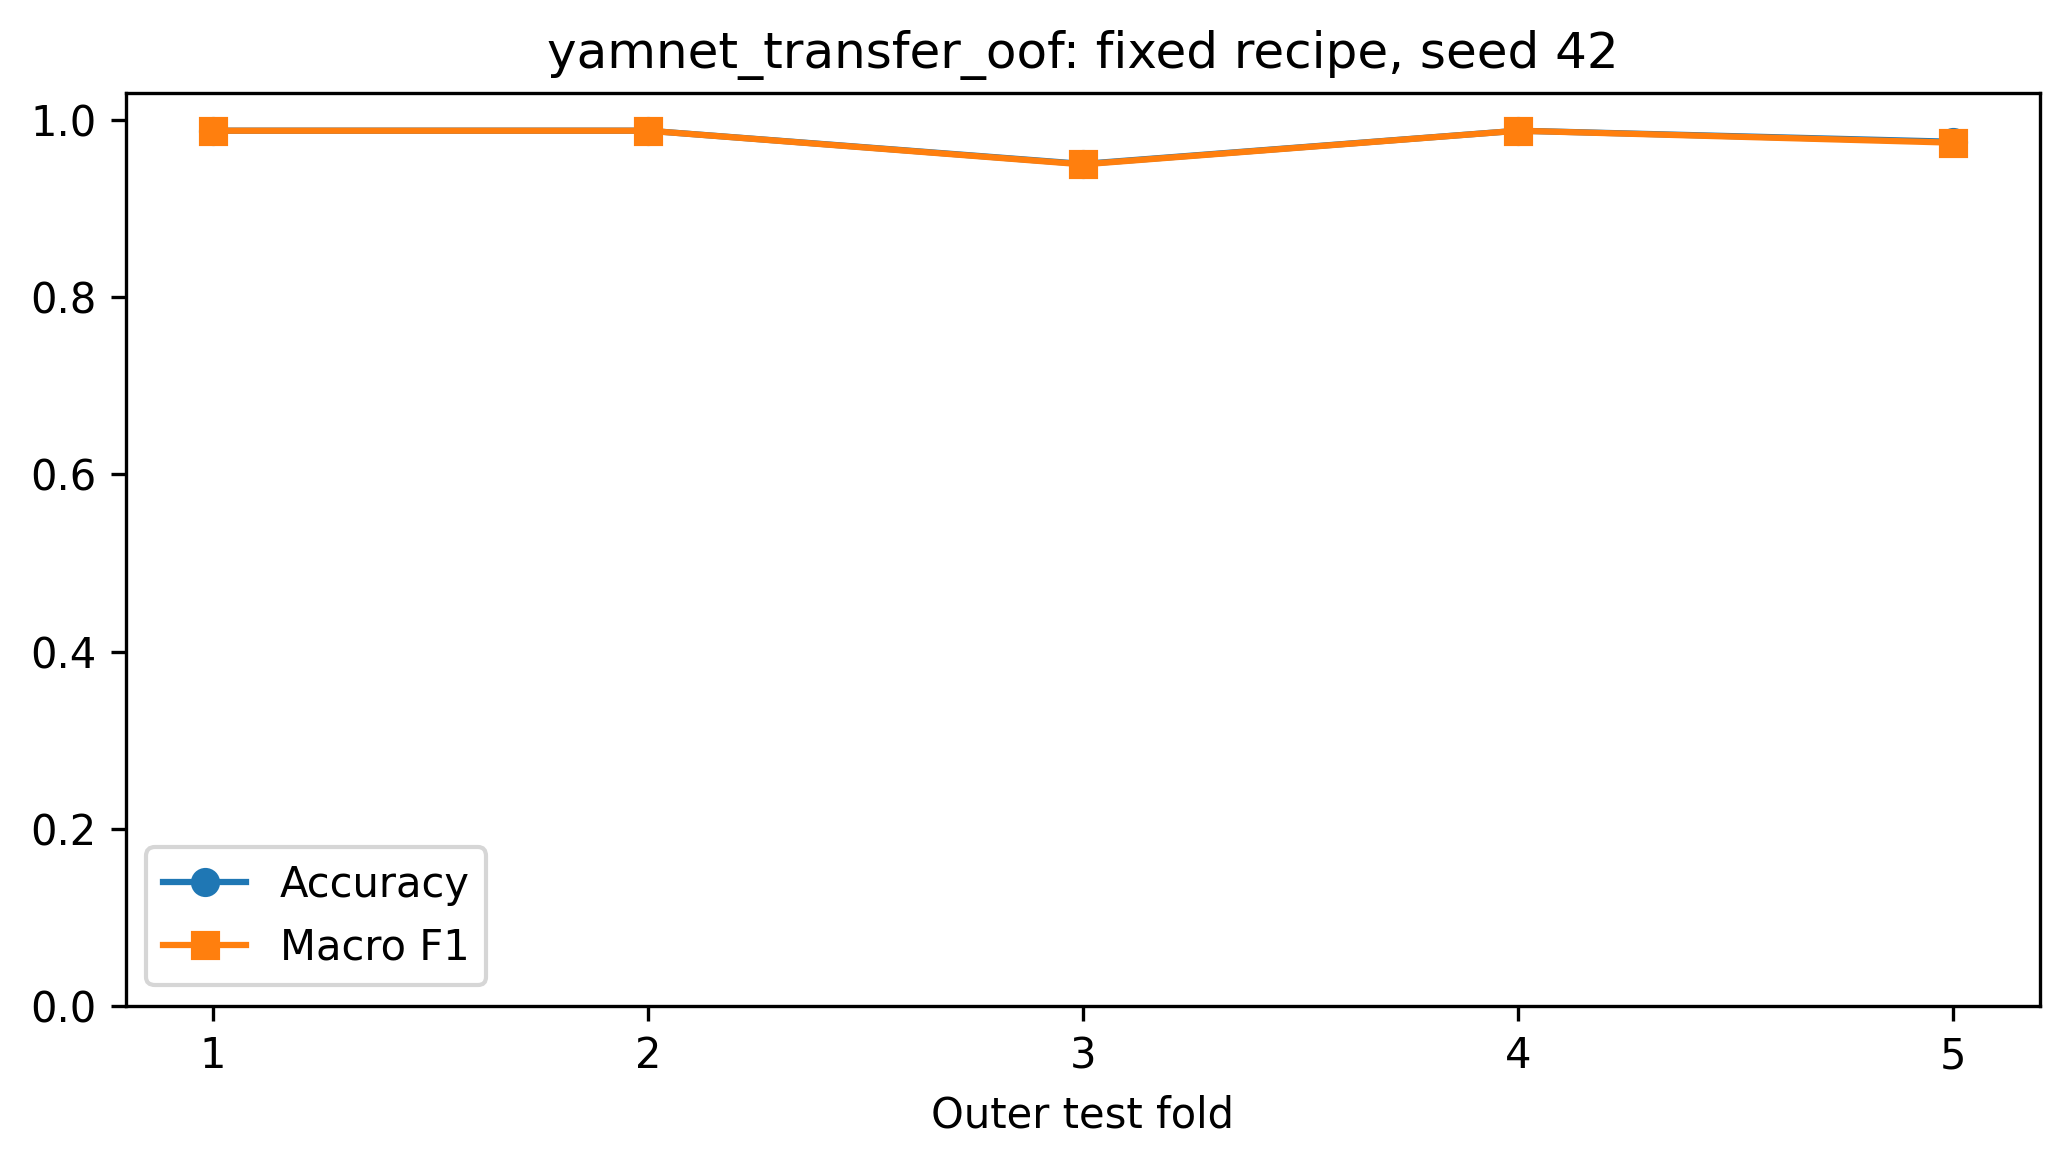 yamnet_transfer_oof: fixed recipe, seed 42
1.0
0.8
0.6
0.4
0.2
0.0
Accuracy
Macro F1
1 2 3 4 5
Outer test fold